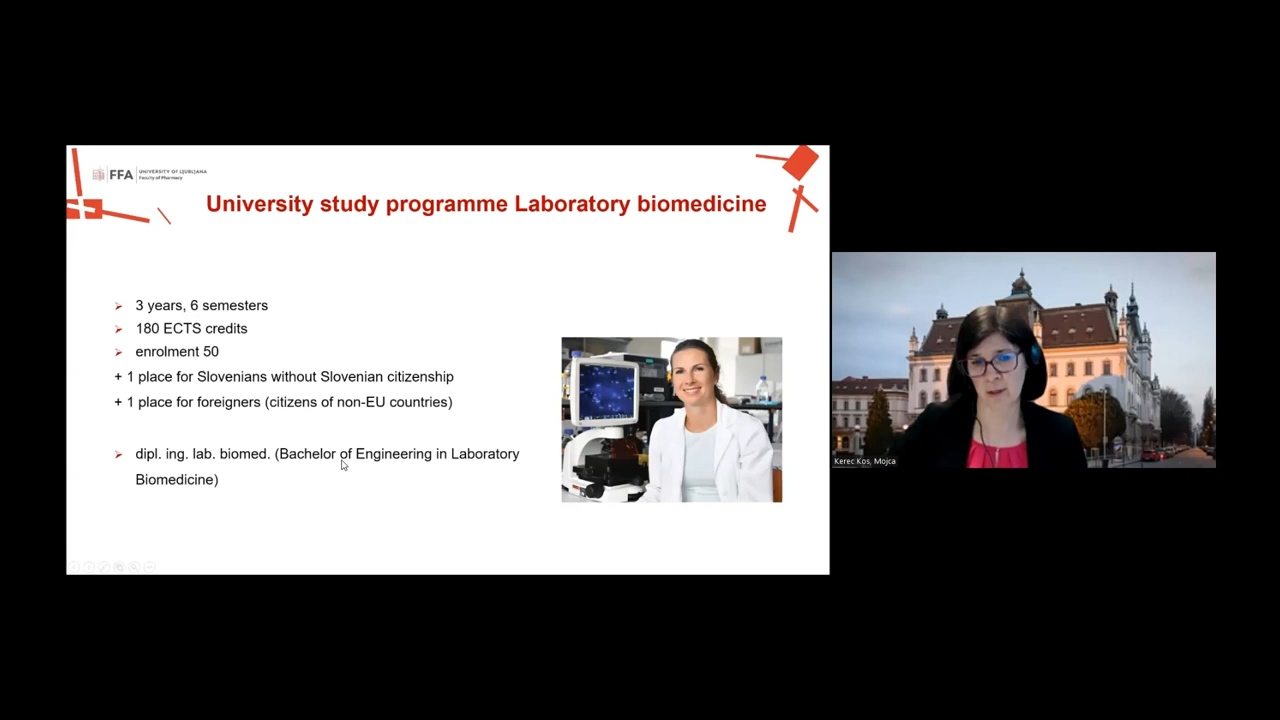 FFA
UNIVERSITY OF LJUBLJANA
Faculty of Pharmacy
University study programme Laboratory biomedicine
3 years, 6 semesters
180 ECTS credits
enrolment 50
+ 1 place for Slovenians without Slovenian citizenship
+ 1 place for foreigners (citizens of non-EU countries)
dipl. ing. lab. biomed. (Bachelor of Engineering in Laboratory
Biomedicine)
Kerec Kos, Mojca